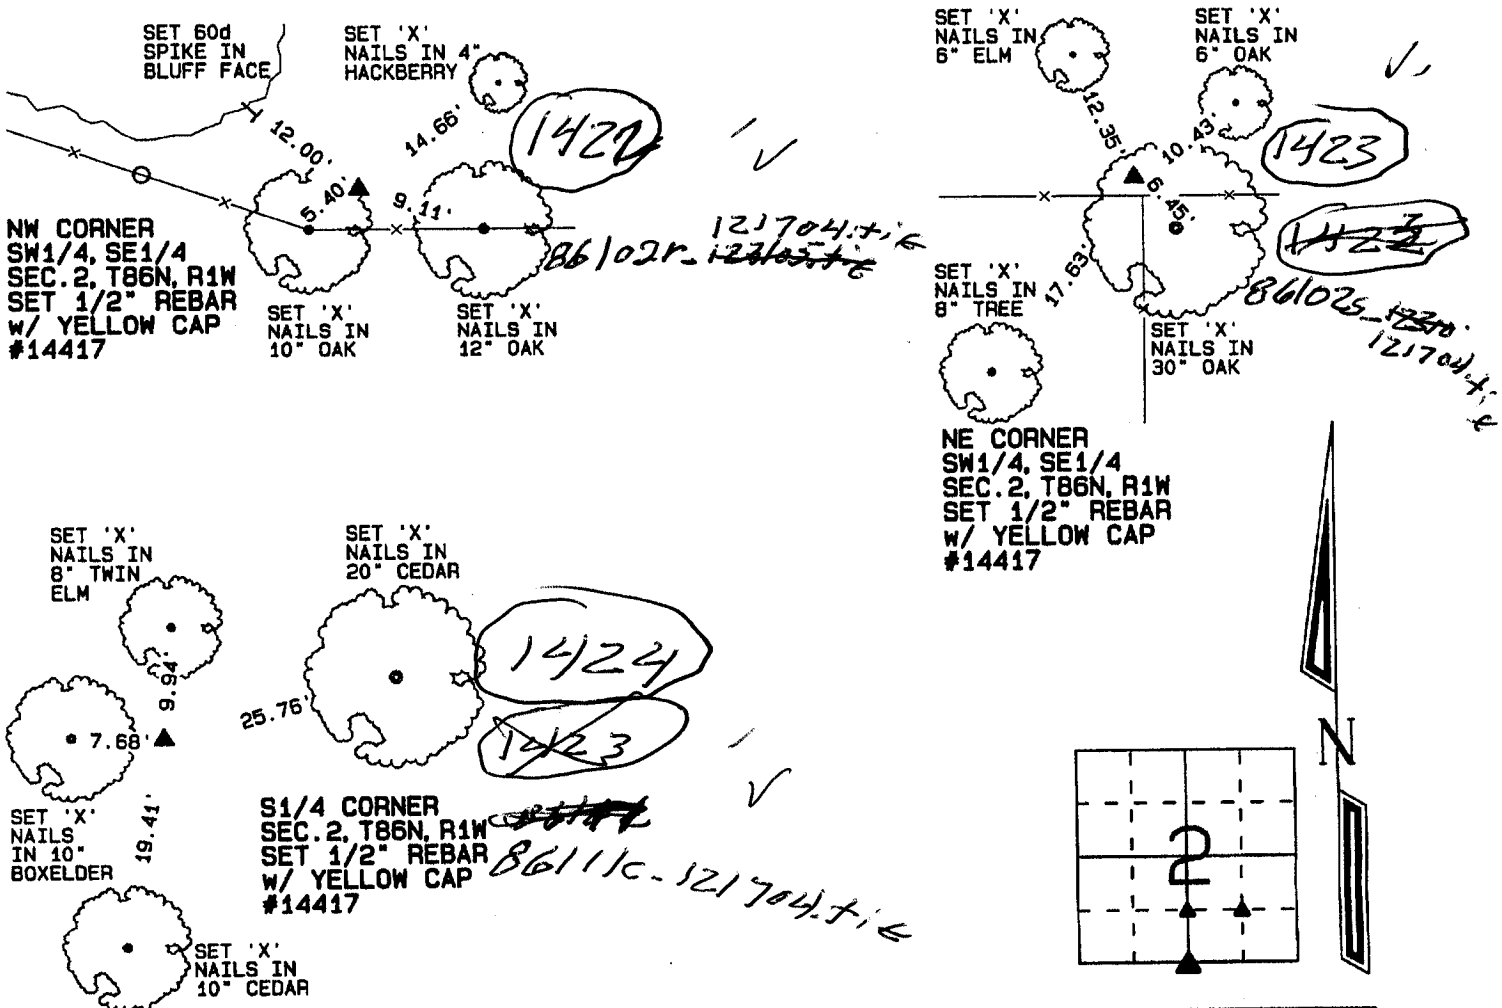 SET 60d
SPIKE IN
BLUFF FACE
SET 'X'
NAILS IN 4"
HACKBERRY
12.00'
14.66'
1422
5.40'
9.11'
NW CORNER
SW1/4, SE1/4
SEC.2, T86N, R1W
SET 1/2" REBAR
w/ YELLOW CAP
#14417
SET 'X'
NAILS IN
10" OAK
SET 'X'
NAILS IN
12" OAK
121704.tie
86102r-
SET 'X'
NAILS IN
6" ELM
SET 'X'
NAILS IN
6" OAK
12.35'
10.43'
1423
6.45'
17.63'
SET 'X'
NAILS IN
8" TREE
86102s-
121704.tie
SET 'X'
NAILS IN
30" OAK
NE CORNER
SW1/4, SE1/4
SEC.2, T86N, R1W
SET 1/2" REBAR
w/ YELLOW CAP
#14417
SET 'X'
NAILS IN
8" TWIN
ELM
SET 'X'
NAILS IN
20" CEDAR
1424
9.94'
25.76'
1423
7.68'
19.41'
SET 'X'
NAILS
IN 10"
BOXELDER
S1/4 CORNER
SEC.2, T86N, R1W
SET 1/2" REBAR
w/ YELLOW CAP
#14417
86111c-121704.tie
SET 'X'
NAILS IN
10" CEDAR
N
2